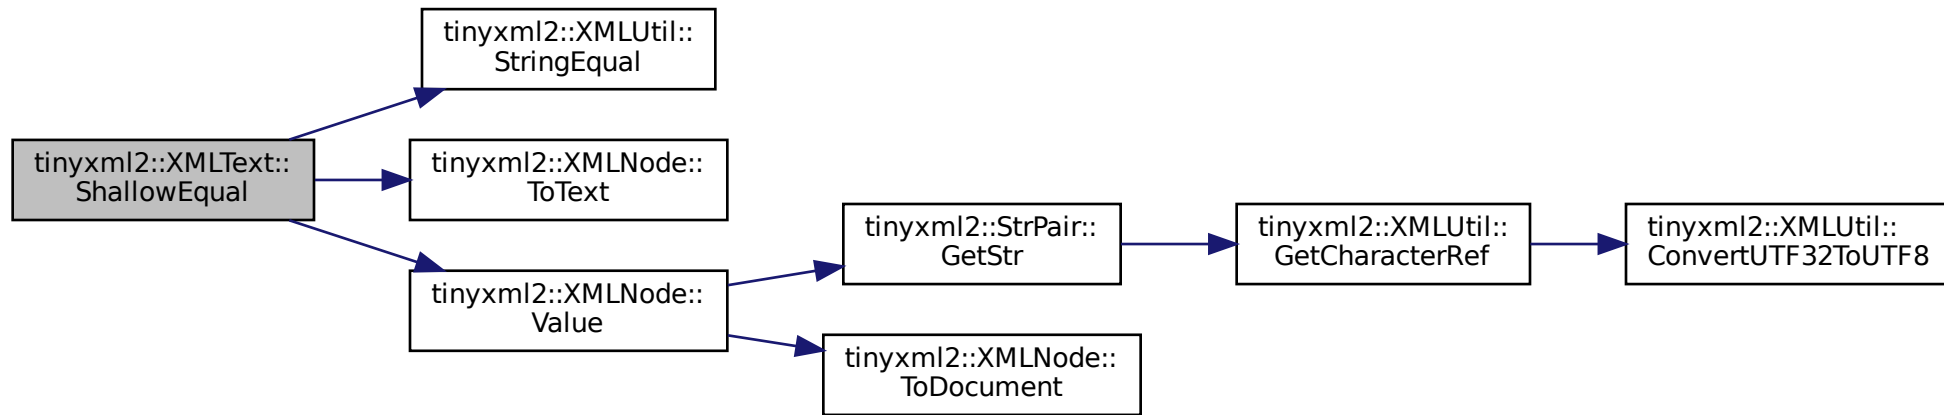 tinyxml2::XMLUtil::
StringEqual
tinyxml2::XMLText::
ShallowEqual
tinyxml2::XMLNode::
ToText
tinyxml2::XMLNode::
Value
tinyxml2::StrPair::
GetStr
tinyxml2::XMLUtil::
GetCharacterRef
tinyxml2::XMLUtil::
ConvertUTF32ToUTF8
tinyxml2::XMLNode::
ToDocument